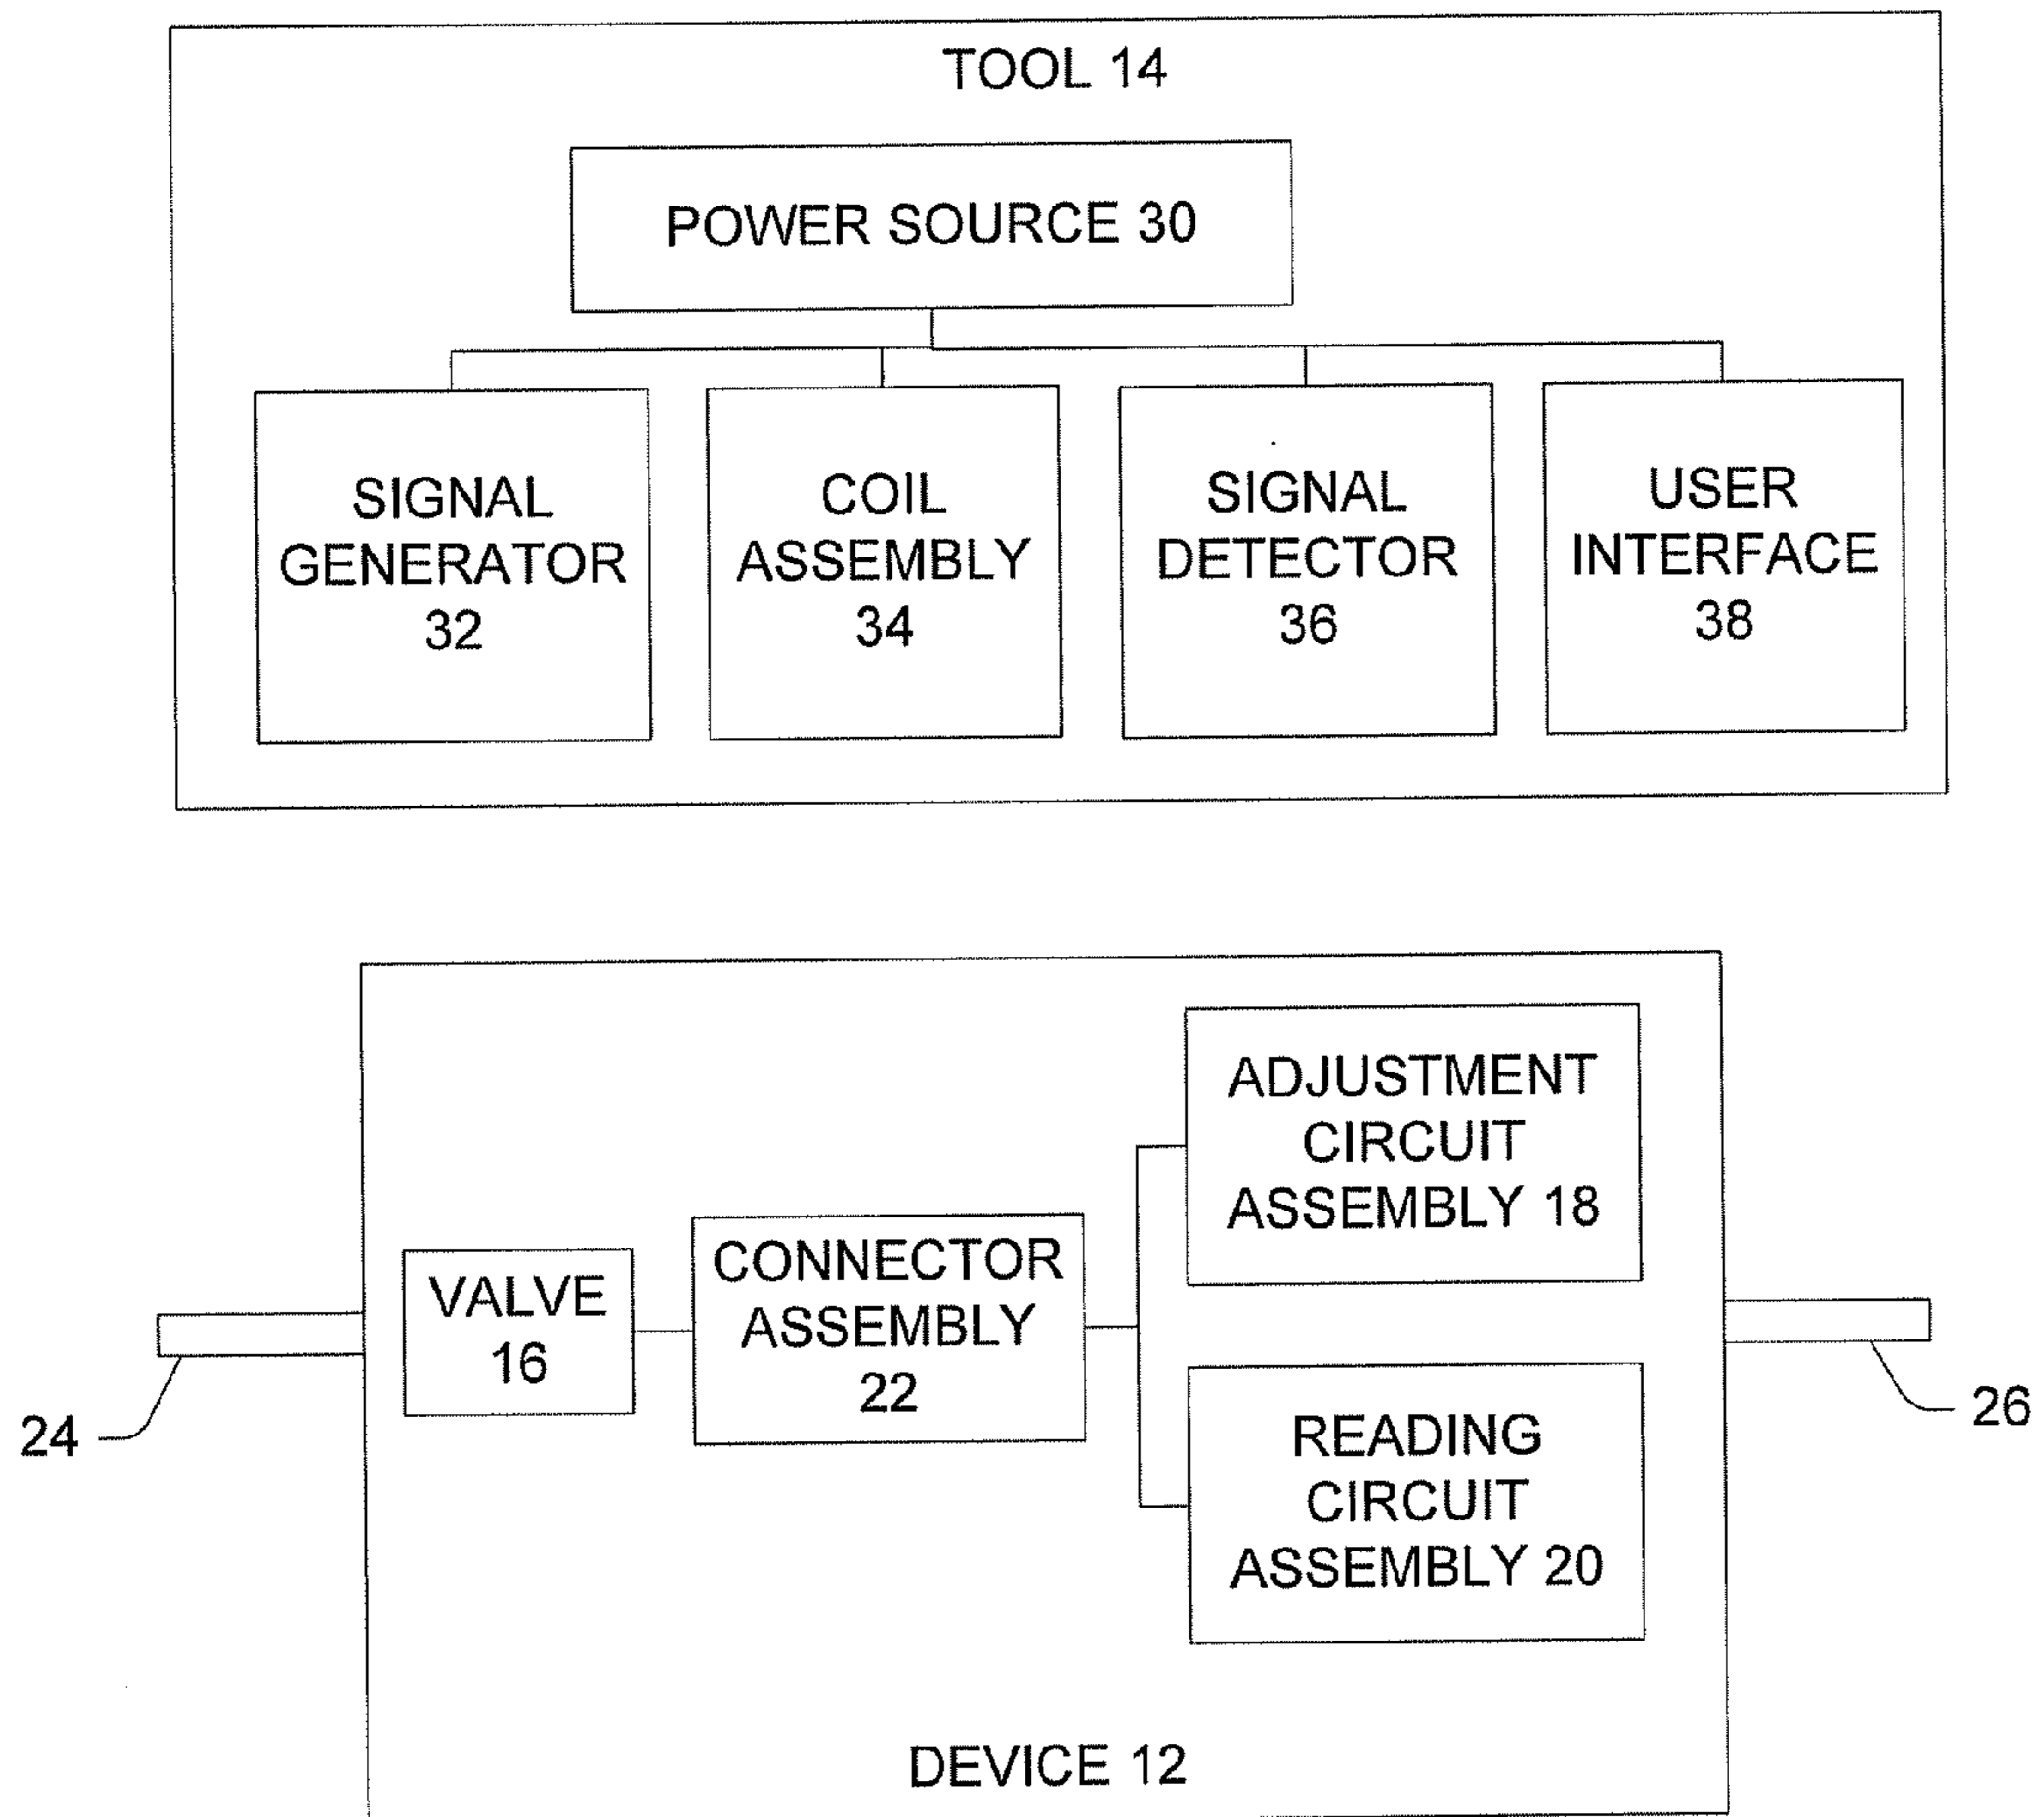 TOOL 14
POWER SOURCE 30
SIGNAL
GENERATOR
32
COIL
ASSEMBLY
34
SIGNAL
DETECTOR
36
USER
INTERFACE
38
VALVE
16
CONNECTOR
ASSEMBLY
22
ADJUSTMENT
CIRCUIT
ASSEMBLY 18
READING
CIRCUIT
ASSEMBLY 20
24
26
DEVICE 12